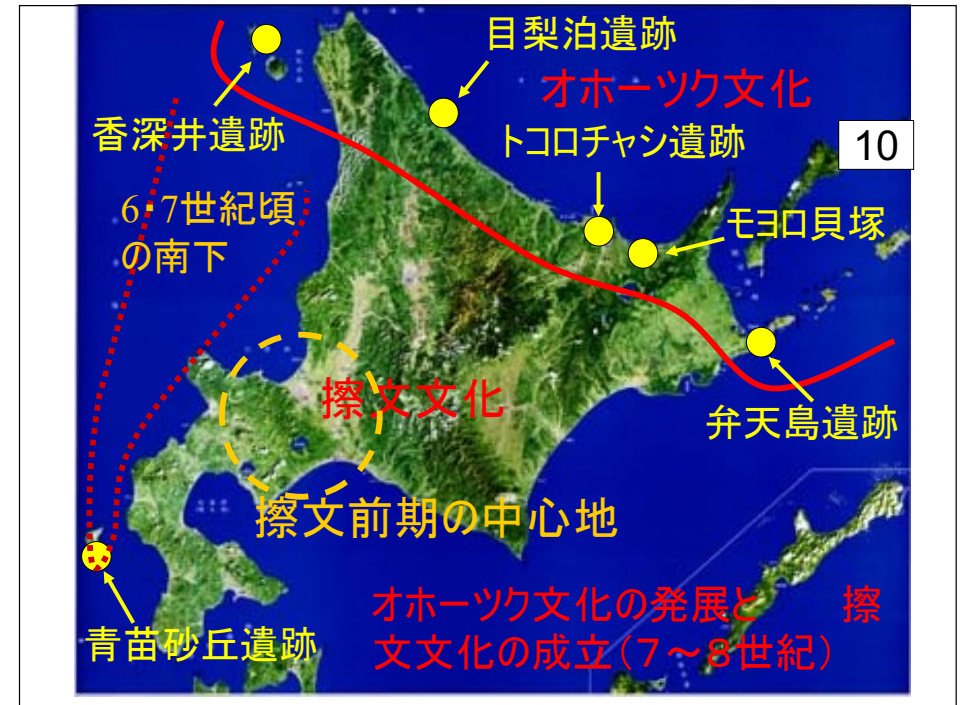 目梨泊遺跡
オホーツク文化
香深井遺跡
トコロチャシ遺跡
10
6・7世紀頃
の南下
モヨロ貝塚
擦文文化
弁天島遺跡
擦文前期の中心地
青苗砂丘遺跡
オホーツク文化の発展と　擦
文文化の成立（７～８世紀）